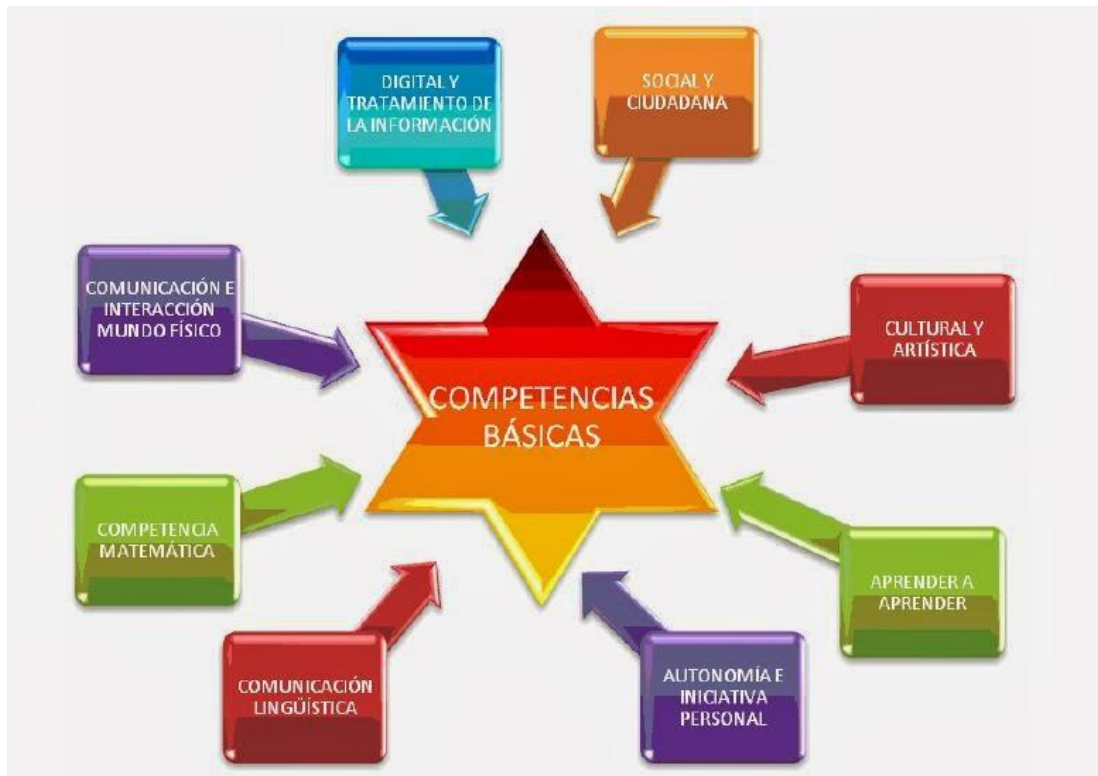 DIGITAL Y
TRATAMIENTO DE
LA INFORMACIÓN
SOCIAL Y
CIUDADANA
COMUNICACIÓN E
INTERACCIÓN
MUNDO FÍSICO
CULTURAL Y
ARTÍSTICA
COMPETENCIAS
BÁSICAS
COMPETENCIA
MATEMÁTICA
APRENDER A
APRENDER
COMUNICACIÓN
LINGÜÍSTICA
AUTONOMÍA E
INICIATIVA
PERSONAL